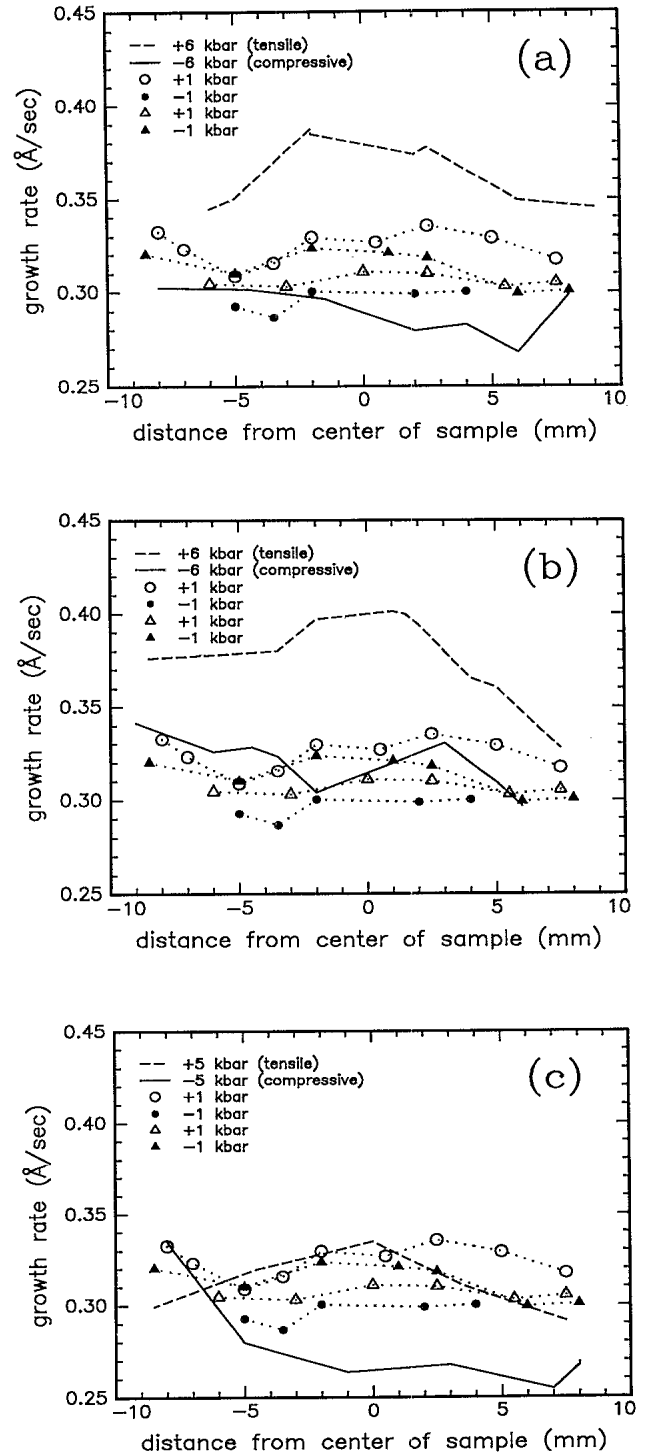 0.45
+6 kbar (tensile)
−6 kbar (compressive)
+1 kbar
−1 kbar
+1 kbar
−1 kbar
(a)
0.40
0.35
0.30
0.25
growth rate (Å/sec)
−10 −5 0 5 10
distance from center of sample (mm)
0.45
+6 kbar (tensile)
−6 kbar (compressive)
+1 kbar
−1 kbar
+1 kbar
−1 kbar
(b)
0.40
0.35
0.30
0.25
growth rate (Å/sec)
−10 −5 0 5 10
distance from center of sample (mm)
0.45
+5 kbar (tensile)
−5 kbar (compressive)
+1 kbar
−1 kbar
+1 kbar
−1 kbar
(c)
0.40
0.35
0.30
0.25
growth rate (Å/sec)
−10 −5 0 5 10
distance from center of sample (mm)